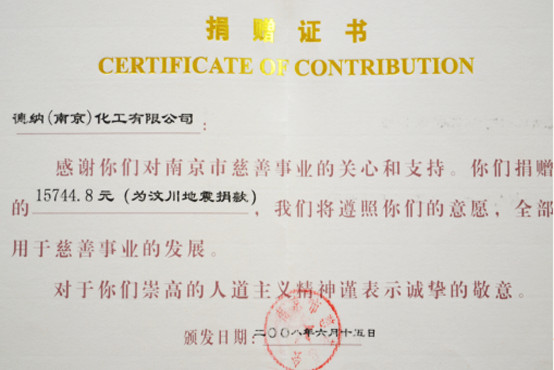 捐赠证书
CERTIFICATE OF CONTRIBUTION
德纳(南京)化工有限公司:
感谢你们对南京市慈善事业的关心和支持。你们捐赠
的 15744.8元 (为汶川地震捐款) ,我们将遵照你们的意愿,全部
用于慈善事业的发展。
对于你们崇高的人道主义精神谨表示诚挚的敬意。
颁发日期:二〇〇八年六月十五日